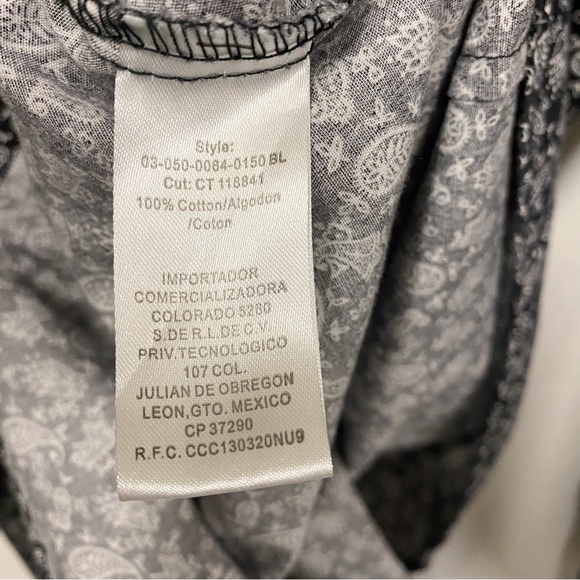 Style:
03-050-0084-0150 BL
Cut: CT 118841
100% Cotton/Algodon
/Coton
IMPORTADOR
COMERCIALIZADORA
COLORADO 5280
S.DE R.L.DE C.V.
PRIV.TECNOLOGICO
107 COL.
JULIAN DE OBREGON
LEON,GTO. MEXICO
CP 37290
R.F.C. CCC130320NU9